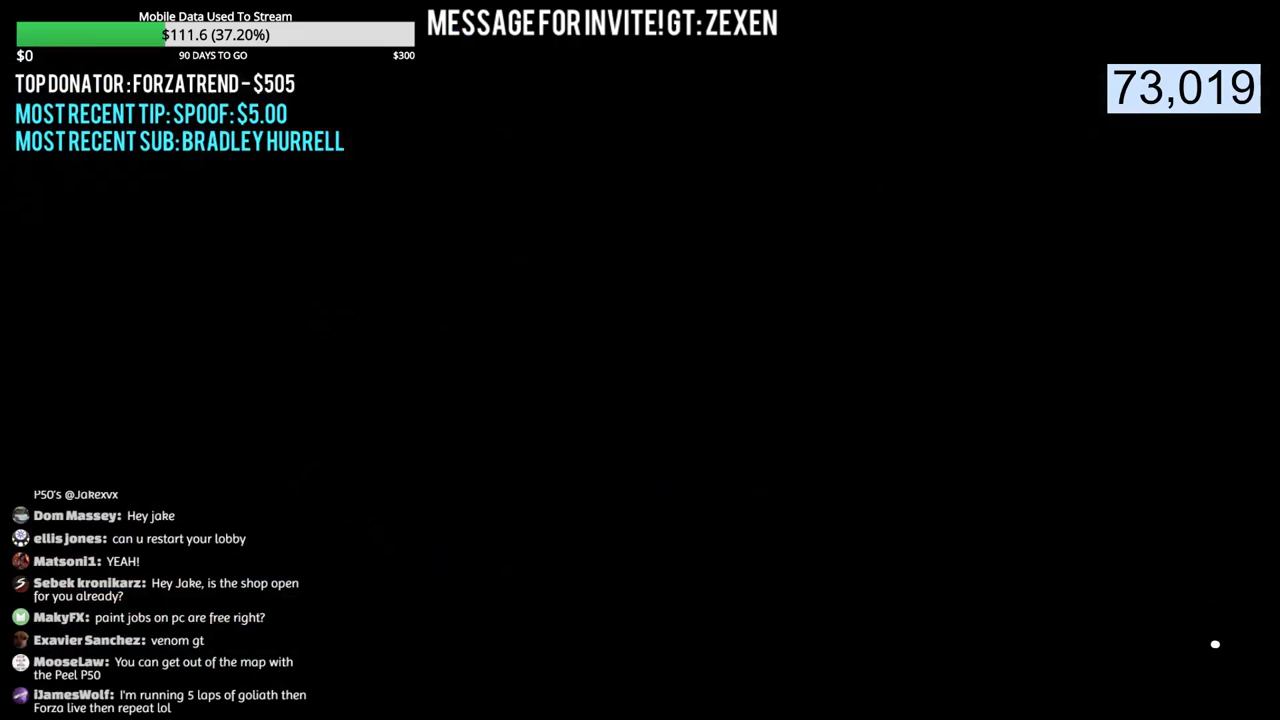 Mobile Data Used To Stream
$111.6 (37.20%)
$0 90 DAYS TO GO $300
MESSAGE FOR INVITE! GT: ZEXEN
73,019
TOP DONATOR : FORZATREND - $505
MOST RECENT TIP: SPOOF: $5.00
MOST RECENT SUB: BRADLEY HURRELL
P50's @Jakexvx
Dom Massey: Hey jake
ellis jones: can u restart your lobby
Matsoni1: YEAH!
Sebek kronikarz: Hey Jake, is the shop open
for you already?
MakyFX: paint jobs on pc are free right?
Exavier Sanchez: venom gt
MooseLaw: You can get out of the map with
the Peel P50
iJamesWolf: I'm running 5 laps of goliath then
Forza live then repeat lol